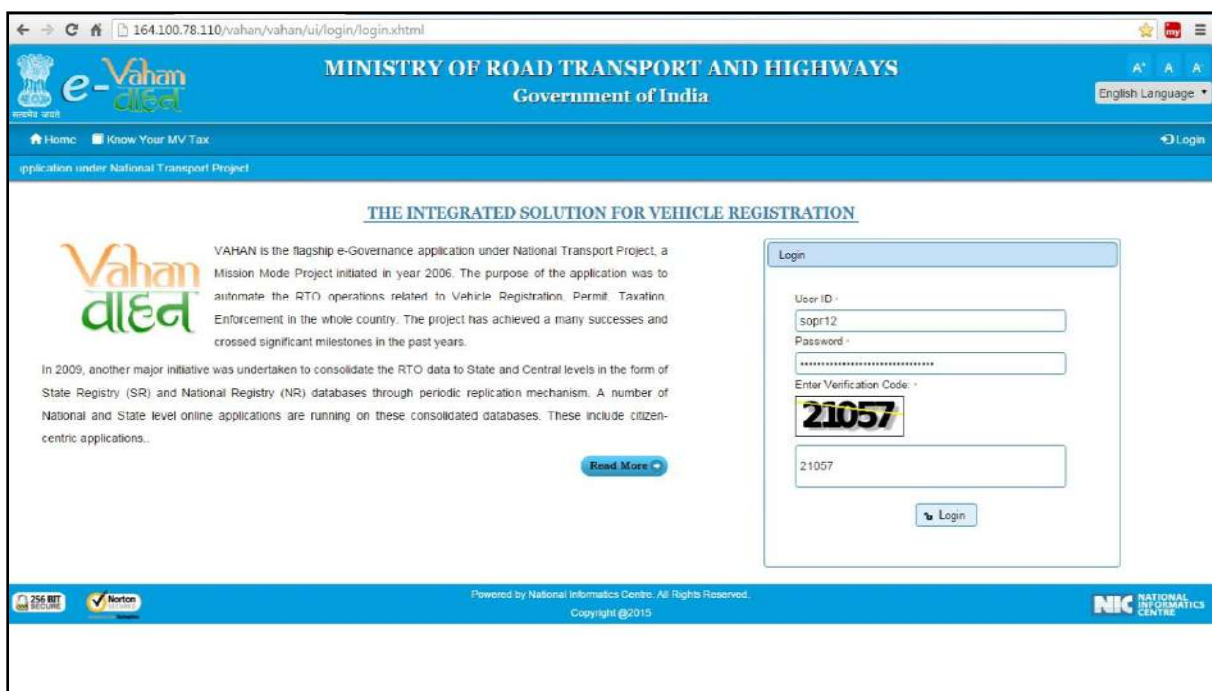 164.100.78.110/vahan/vahan/ui/login/login.xhtml
my
सत्यमेव जयते
e-Vahan
वाहन
MINISTRY OF ROAD TRANSPORT AND HIGHWAYS
Government of India
A+ A A-
English Language
Home Know Your MV Tax
Login
pplication under National Transport Project
THE INTEGRATED SOLUTION FOR VEHICLE REGISTRATION
Vahan
वाहन
VAHAN is the flagship e-Governance application under National Transport Project, a
Mission Mode Project initiated in year 2006. The purpose of the application was to
automate the RTO operations related to Vehicle Registration, Permit, Taxation,
Enforcement in the whole country. The project has achieved a many successes and
crossed significant milestones in the past years.
In 2009, another major initiative was undertaken to consolidate the RTO data to State and Central levels in the form of
State Registry (SR) and National Registry (NR) databases through periodic replication mechanism. A number of
National and State level online applications are running on these consolidated databases. These include citizen-
centric applications..
Read More
Login
User ID
sopr12
Password
Enter Verification Code:
21057
21057
Login
256 BIT
SECURE
Norton
SECURED
Powered by National Informatics Centre. All Rights Reserved.
Copyright @2015
NIC NATIONAL
INFORMATICS
CENTRE